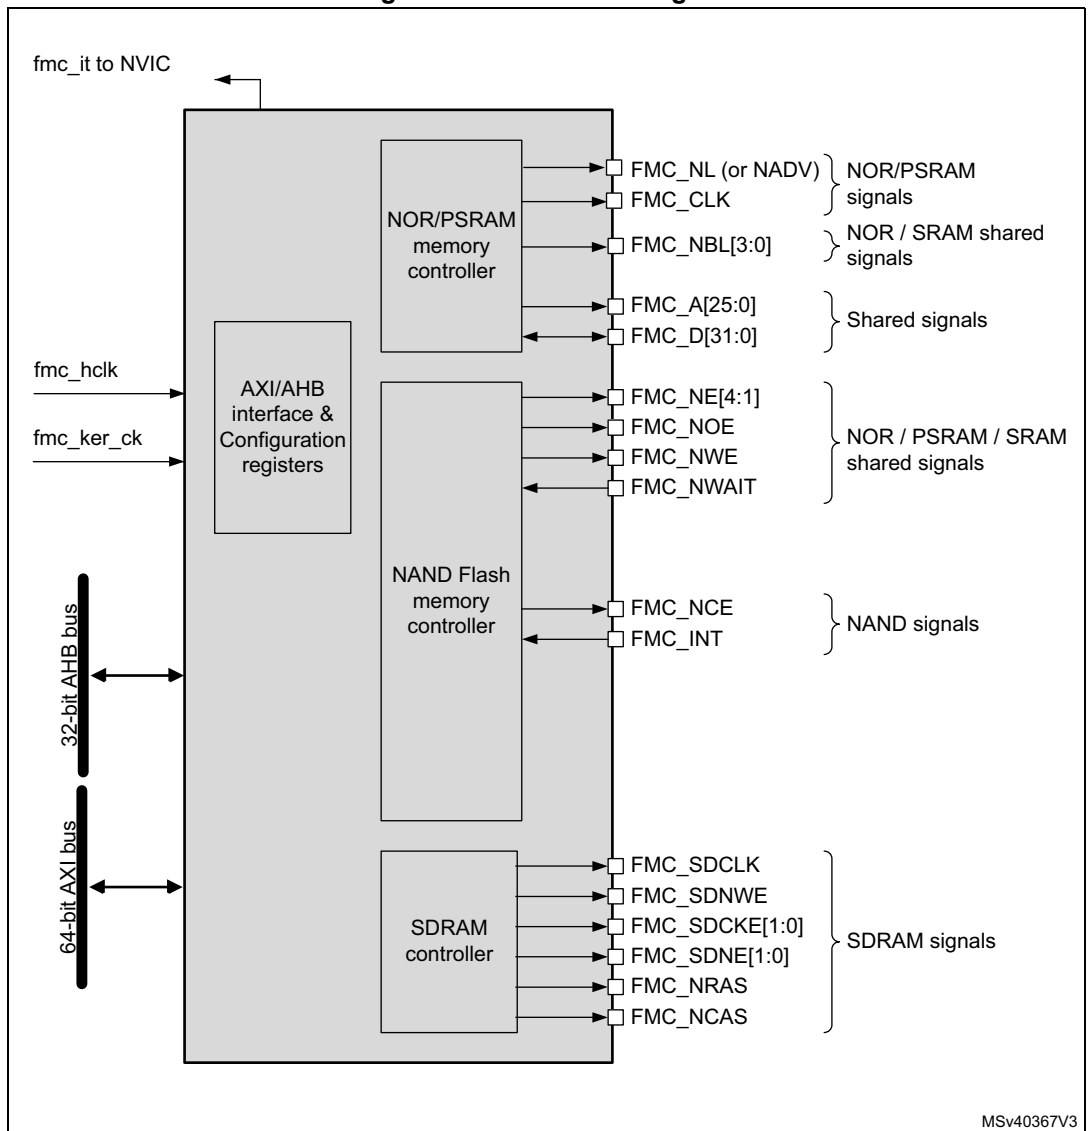 fmc_it to NVIC
NOR/PSRAM
memory
controller
FMC_NL (or NADV)
FMC_CLK
NOR/PSRAM
signals
FMC_NBL[3:0]
NOR / SRAM shared
signals
FMC_A[25:0]
FMC_D[31:0]
Shared signals
fmc_hclk
fmc_ker_ck
AXI/AHB
interface &
Configuration
registers
FMC_NE[4:1]
FMC_NOE
FMC_NWE
FMC_NWAIT
NOR / PSRAM / SRAM
shared signals
NAND Flash
memory
controller
FMC_NCE
FMC_INT
NAND signals
32-bit AHB bus
64-bit AXI bus
SDRAM
controller
FMC_SDCLK
FMC_SDNWE
FMC_SDCKE[1:0]
FMC_SDNE[1:0]
FMC_NRAS
FMC_NCAS
SDRAM signals
MSv40367V3